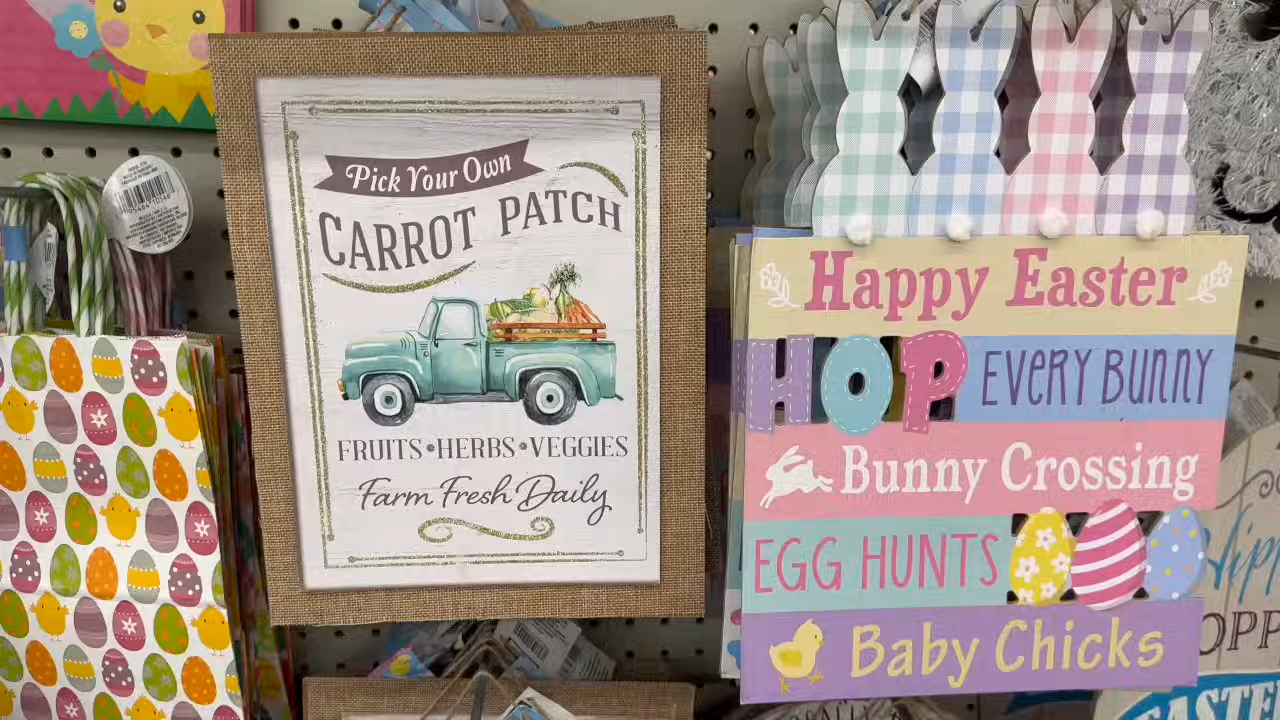 Pick Your Own
CARROT PATCH
FRUITS • HERBS • VEGGIES
Farm Fresh Daily
Happy Easter
HOP EVERY BUNNY
Bunny Crossing
EGG HUNTS
Baby Chicks